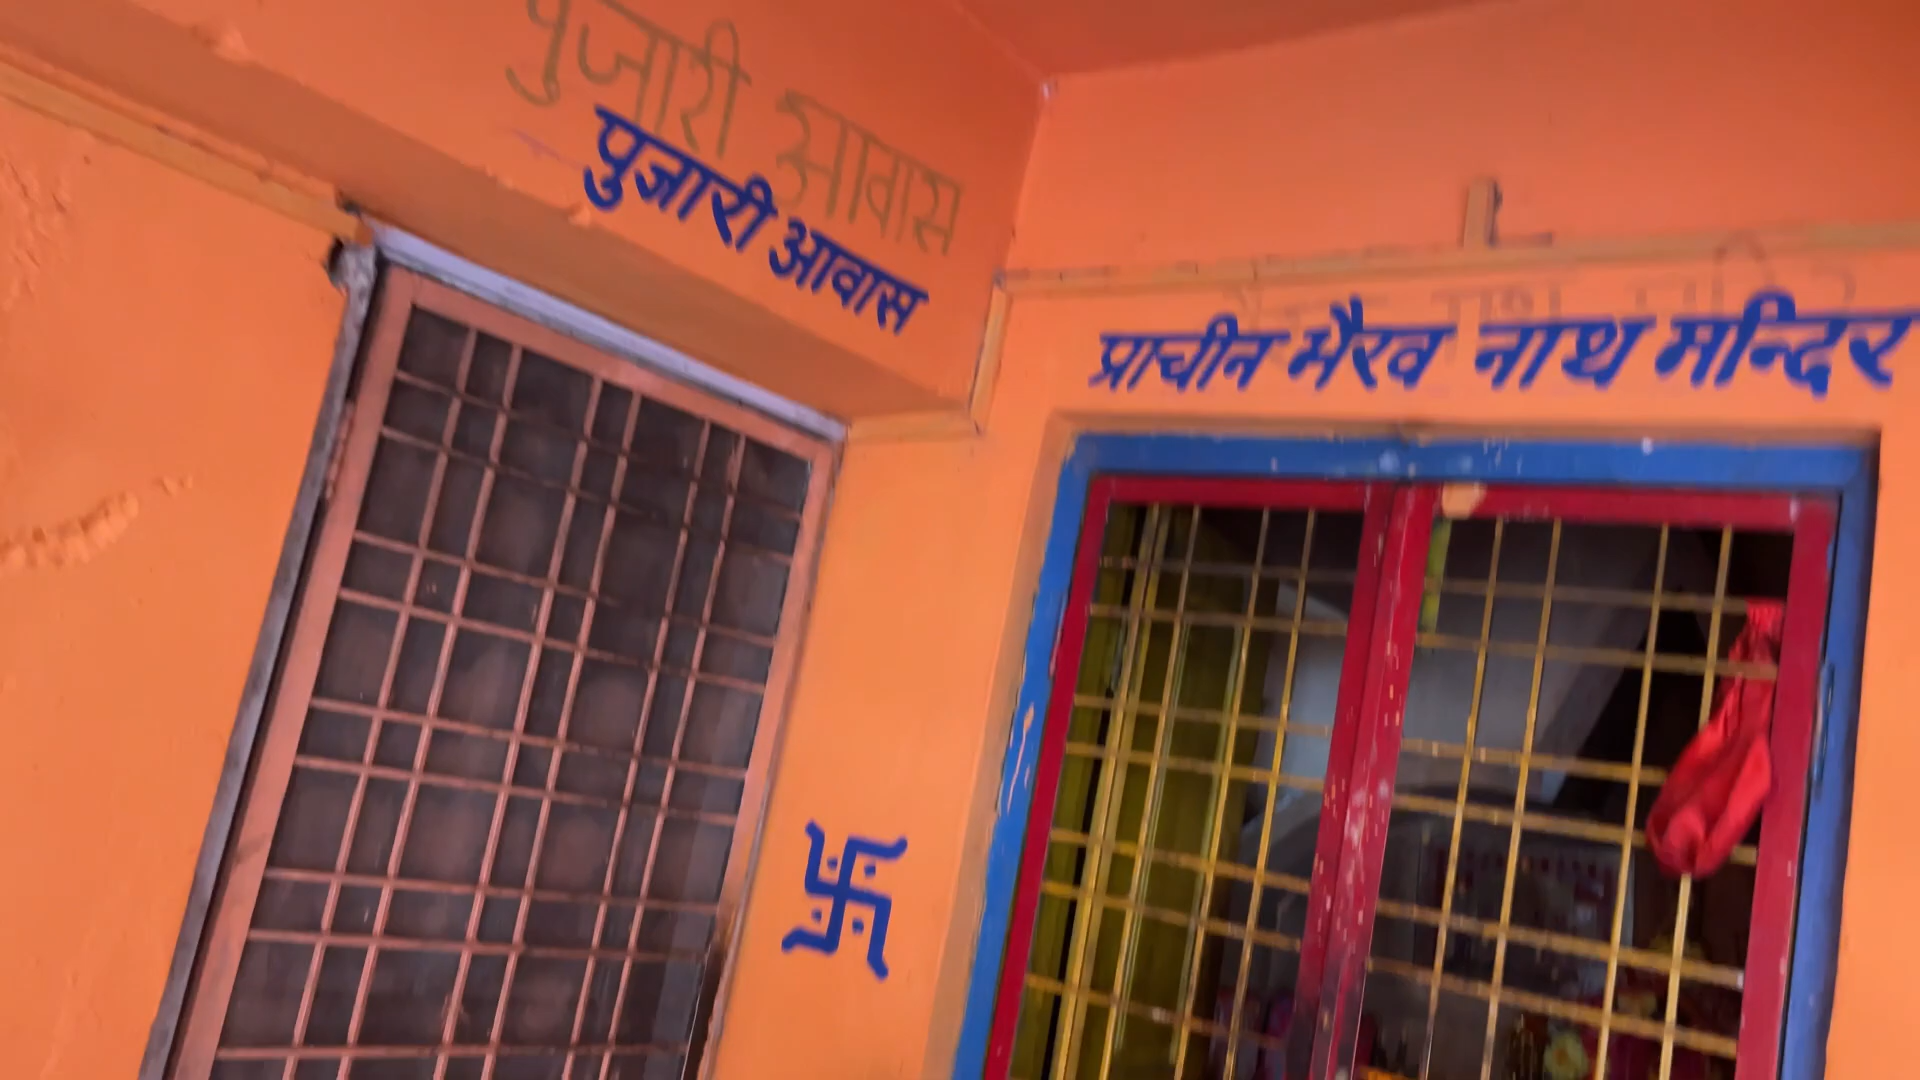 पुजारी आवास
पुजारी आवास
प्राचीन भैरव नाथ मन्दिर